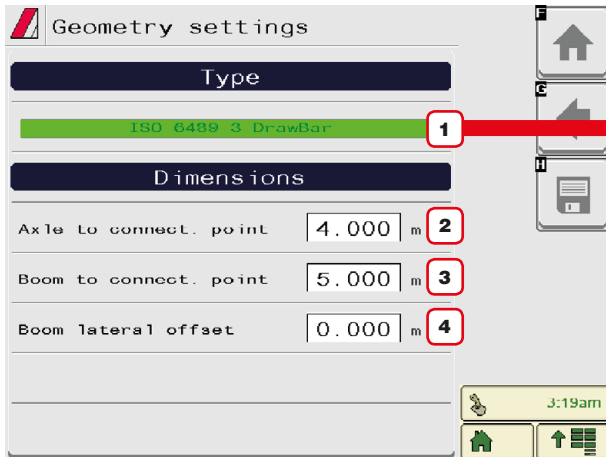 Geometry settings
Type
ISO 6489 3 DrawBar
1
Dimensions
Axle to connect. point 4.000 m 2
Boom to connect. point 5.000 m 3
Boom lateral offset 0.000 m 4
F
G
H
3:19am